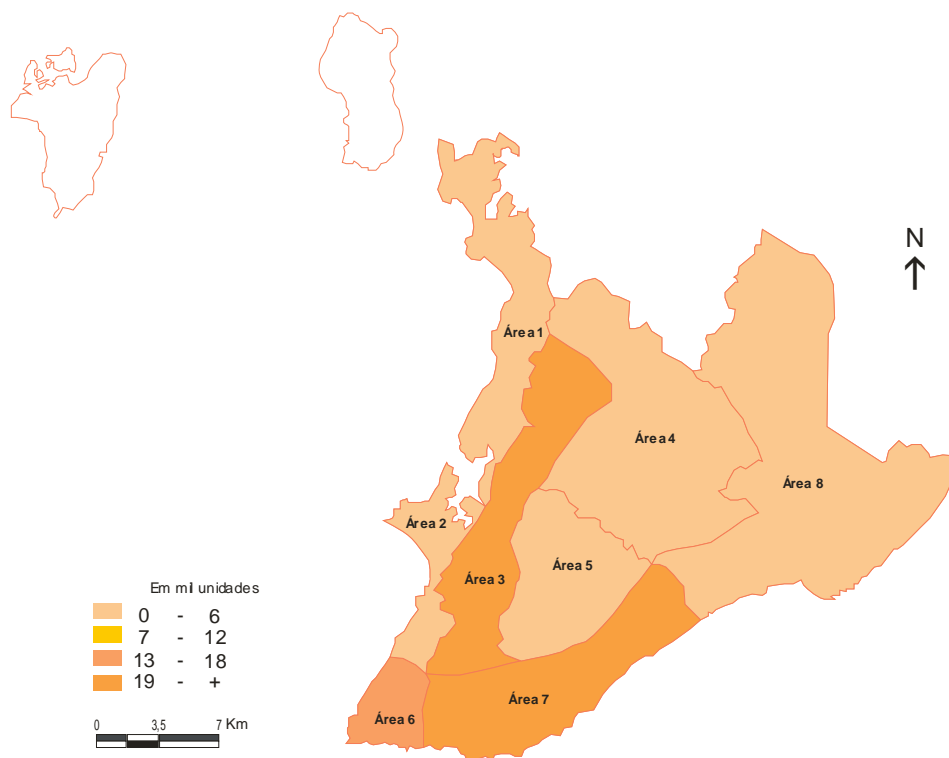 N
Área 1
Área 4
Área 8
Área 2
Área 5
Área 3
Em mil unidades
0 - 6
7 - 12
13 - 18
19 - +
Área 7
Área 6
0 3,5 7 Km